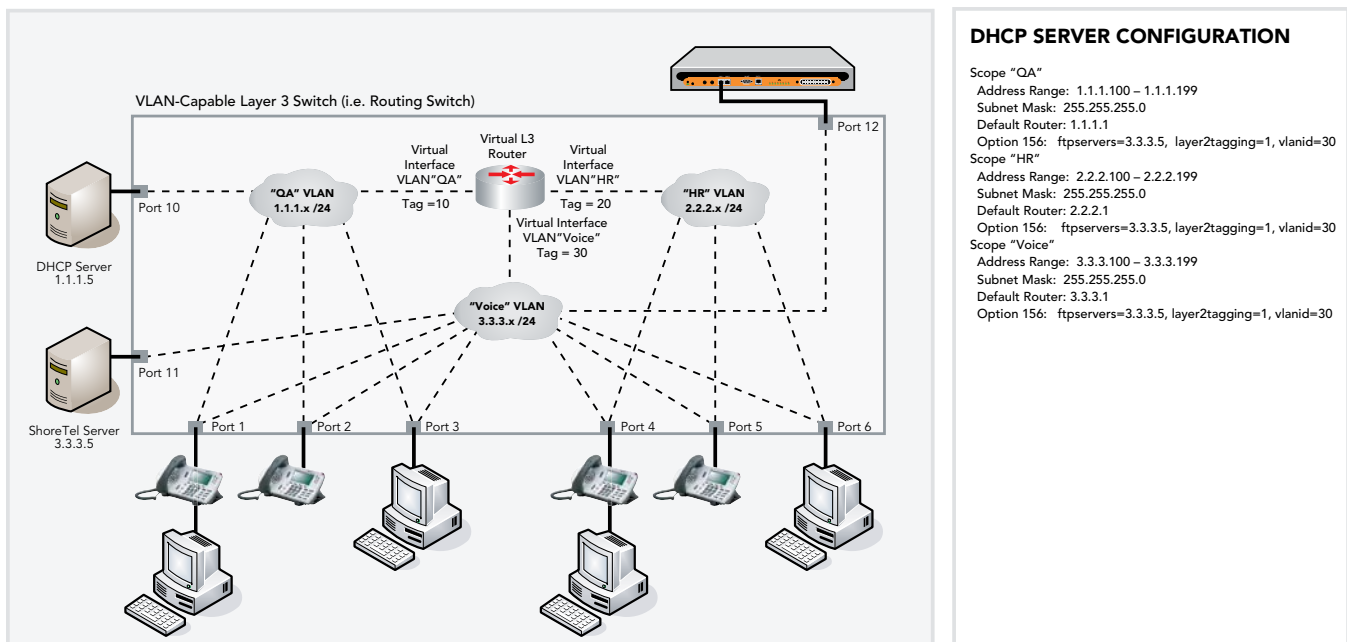 VLAN-Capable Layer 3 Switch (i.e. Routing Switch)
Port 12
Virtual
Interface
VLAN"QA"
Tag =10
Virtual L3
Router
Virtual
Interface
VLAN"HR"
Tag = 20
"QA" VLAN
1.1.1.x /24
"HR" VLAN
2.2.2.x /24
Port 10
DHCP Server
1.1.1.5
Virtual Interface
VLAN"Voice"
Tag = 30
"Voice" VLAN
3.3.3.x /24
Port 11
ShoreTel Server
3.3.3.5
Port 1
Port 2
Port 3
Port 4
Port 5
Port 6
DHCP SERVER CONFIGURATION
Scope "QA"
Address Range: 1.1.1.100 – 1.1.1.199
Subnet Mask: 255.255.255.0
Default Router: 1.1.1.1
Option 156: ftpservers=3.3.3.5, layer2tagging=1, vlanid=30
Scope "HR"
Address Range: 2.2.2.100 – 2.2.2.199
Subnet Mask: 255.255.255.0
Default Router: 2.2.2.1
Option 156: ftpservers=3.3.3.5, layer2tagging=1, vlanid=30
Scope "Voice"
Address Range: 3.3.3.100 – 3.3.3.199
Subnet Mask: 255.255.255.0
Default Router: 3.3.3.1
Option 156: ftpservers=3.3.3.5, layer2tagging=1, vlanid=30